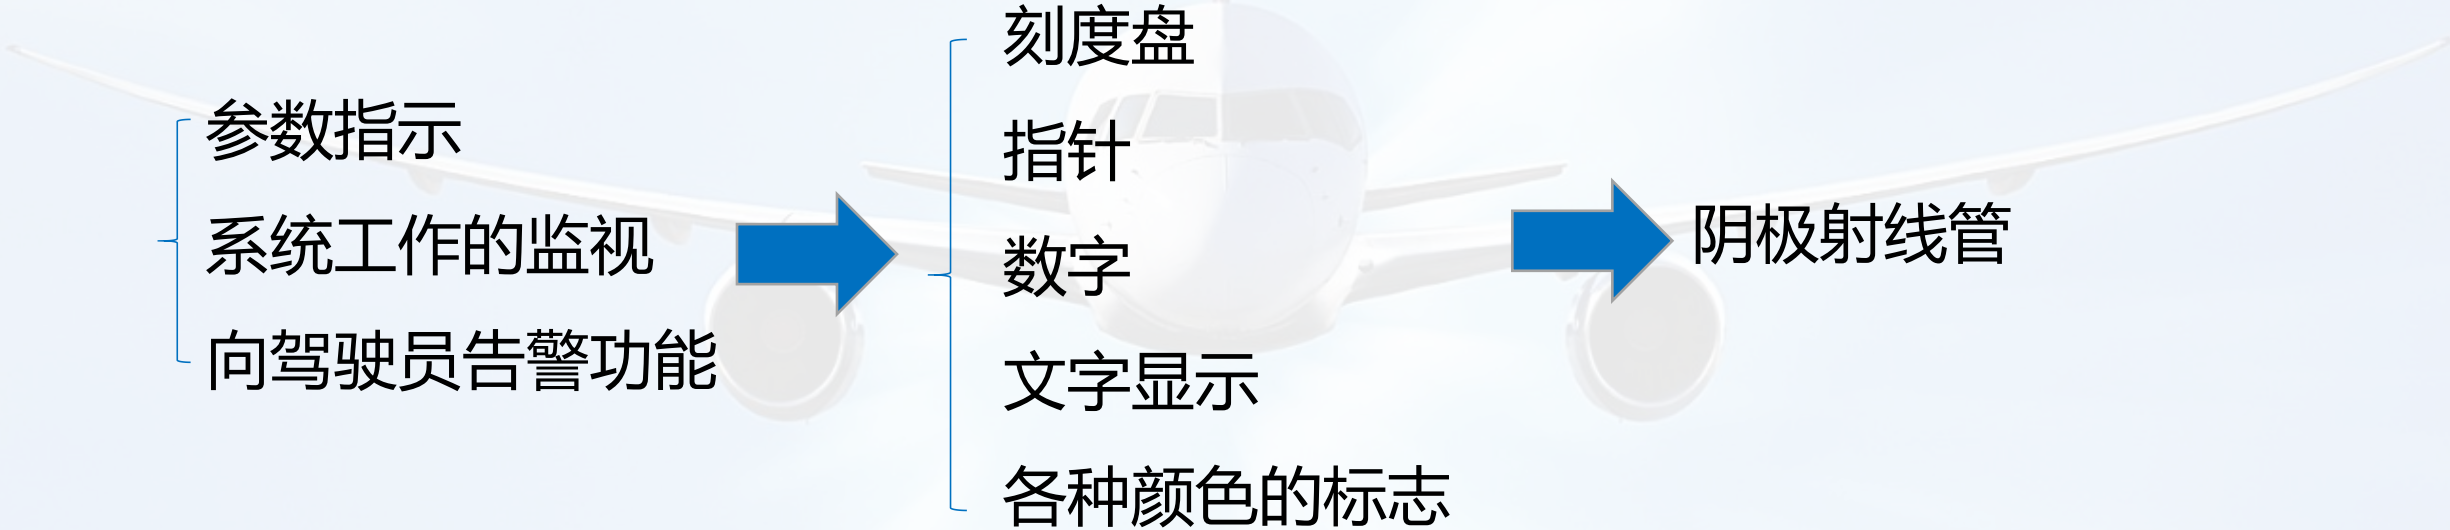 参数指示
系统工作的监视
向驾驶员告警功能
刻度盘
指针
数字
文字显示
各种颜色的标志
阴极射线管